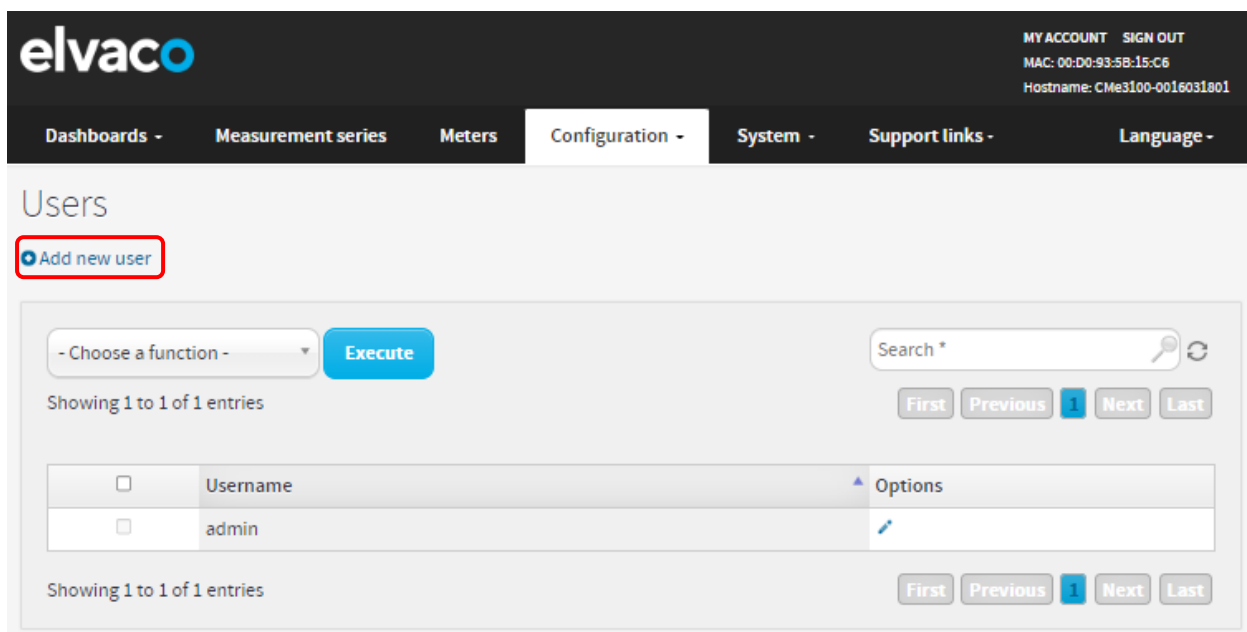 elvaco
MY ACCOUNT SIGN OUT
MAC: 00:D0:93:5B:15:C6
Hostname: CMe3100-0016031801
Dashboards Measurement series Meters Configuration System Support links Language
Users
Add new user
- Choose a function - Execute Search *
Showing 1 to 1 of 1 entries First Previous 1 Next Last
Username Options
admin
Showing 1 to 1 of 1 entries First Previous 1 Next Last